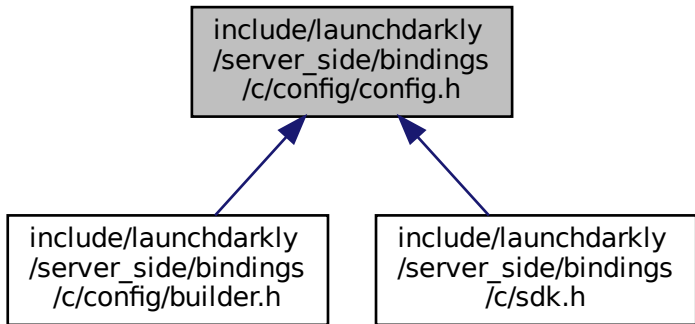 include/launchdarkly
/server_side/bindings
/c/config/config.h
include/launchdarkly
/server_side/bindings
/c/config/builder.h
include/launchdarkly
/server_side/bindings
/c/sdk.h